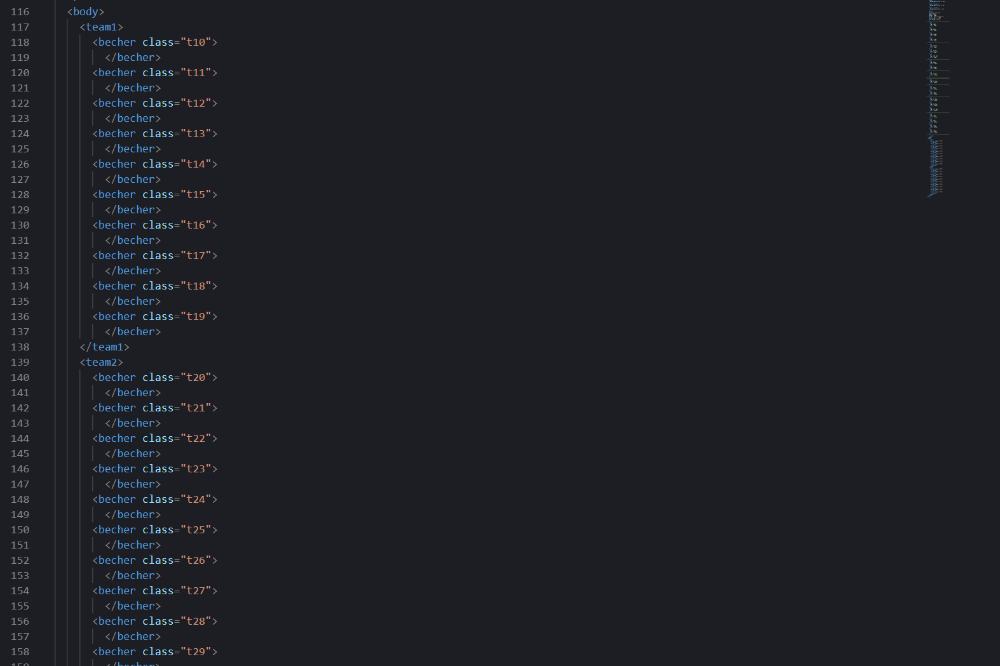 116 <body>
117 <team1>
118 <becher class="t10">
119 </becher>
120 <becher class="t11">
121 </becher>
122 <becher class="t12">
123 </becher>
124 <becher class="t13">
125 </becher>
126 <becher class="t14">
127 </becher>
128 <becher class="t15">
129 </becher>
130 <becher class="t16">
131 </becher>
132 <becher class="t17">
133 </becher>
134 <becher class="t18">
135 </becher>
136 <becher class="t19">
137 </becher>
138 </team1>
139 <team2>
140 <becher class="t20">
141 </becher>
142 <becher class="t21">
143 </becher>
144 <becher class="t22">
145 </becher>
146 <becher class="t23">
147 </becher>
148 <becher class="t24">
149 </becher>
150 <becher class="t25">
151 </becher>
152 <becher class="t26">
153 </becher>
154 <becher class="t27">
155 </becher>
156 <becher class="t28">
157 </becher>
158 <becher class="t29">
159 </becher>